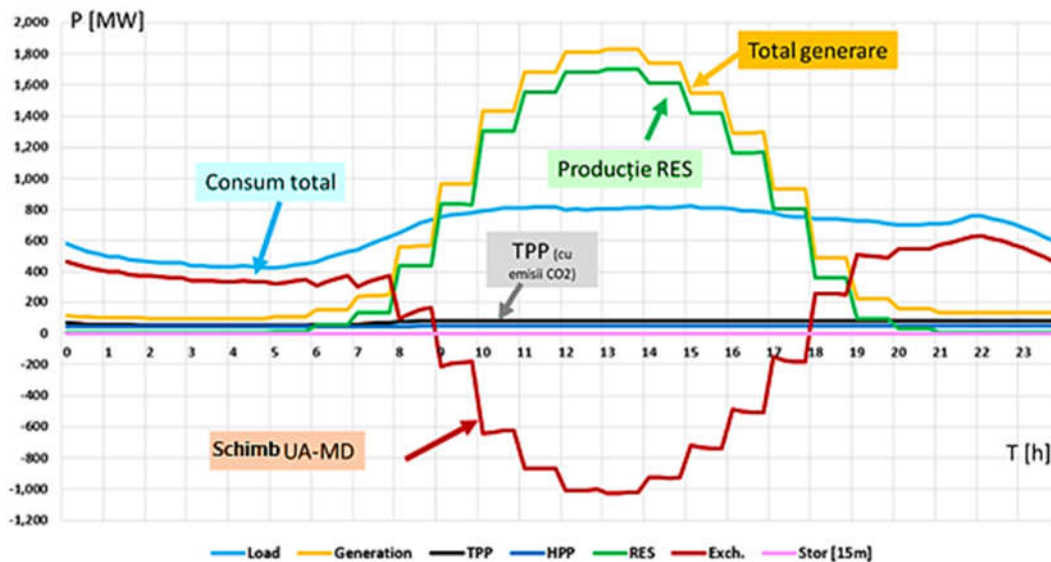 P [MW]
2,000
1,800
1,600
1,400
1,200
1,000
800
600
400
200
0
-200
-400
-600
-800
-1,000
-1,200
Total generare
Producție RES
Consum total
TPP (cu
emisii CO2)
0 1 2 3 4 5 6 7 8 9 10 11 12 13 14 15 16 17 18 19 20 21 22 23
Schimb UA-MD
T [h]
Load Generation TPP HPP RES Exch. Stor [15m]